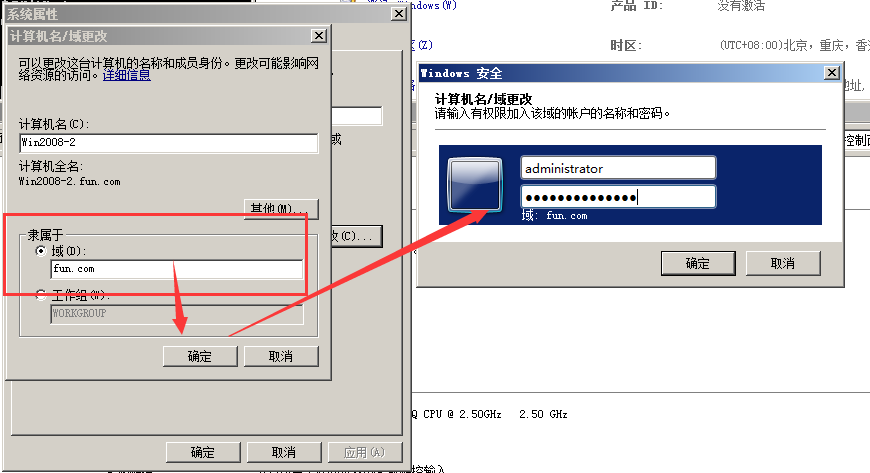 系统属性
计算机名/域更改
可以更改这台计算机的名称和成员身份。更改可能影响网
络资源的访问。详细信息
计算机名(C):
Win2008-2
计算机全名:
Win2008-2.fun.com
其他(M)...
隶属于
域(D):
fun.com
工作组(W):
WORKGROUP
确定 取消
或
改(C)...
确定 取消 应用(A)
Windows(W)
产品 ID: 没有激活
区(Z)
时区: (UTC+08:00)北京，重庆，香
地址,
控制面
Windows 安全
计算机名/域更改
请输入有权限加入该域的帐户的名称和密码。
administrator
●●●●●●●●●●●●●●
域: fun.com
确定 取消
Q CPU @ 2.50GHz 2.50 GHz
控输入